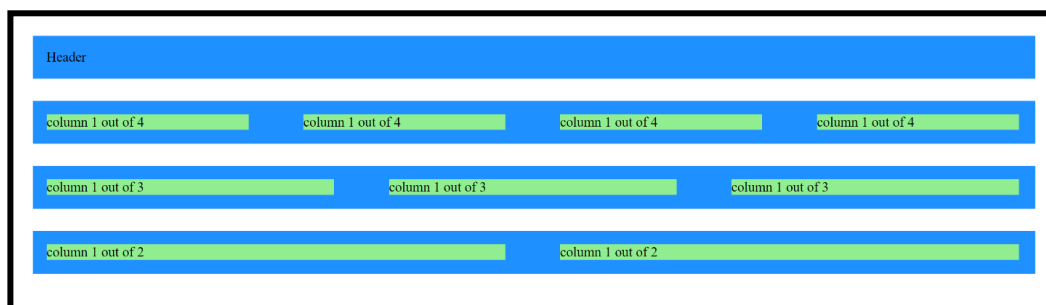 Header
column 1 out of 4 column 1 out of 4 column 1 out of 4 column 1 out of 4
column 1 out of 3 column 1 out of 3 column 1 out of 3
column 1 out of 2 column 1 out of 2